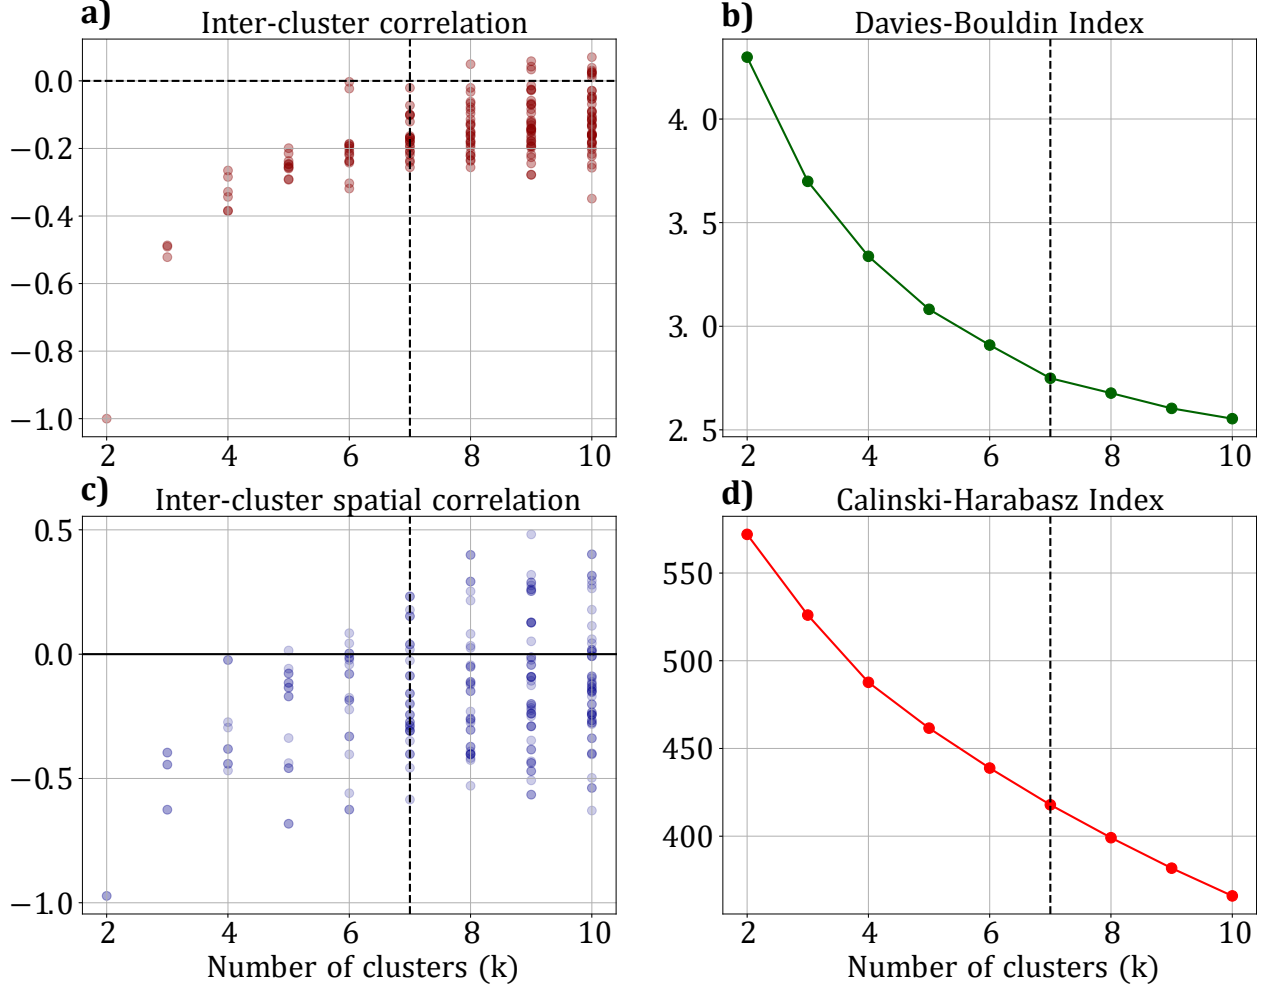 a)
Inter-cluster correlation
0.0
−0.2
−0.4
−0.6
−0.8
−1.0
2 4 6 8 10
b)
Davies-Bouldin Index
4. 0
3. 5
3. 0
2. 5
2 4 6 8 10
c)
Inter-cluster spatial correlation
0.5
0.0
−0.5
−1.0
2 4 6 8 10
Number of clusters (k)
d)
Calinski-Harabasz Index
550
500
450
400
2 4 6 8 10
Number of clusters (k)